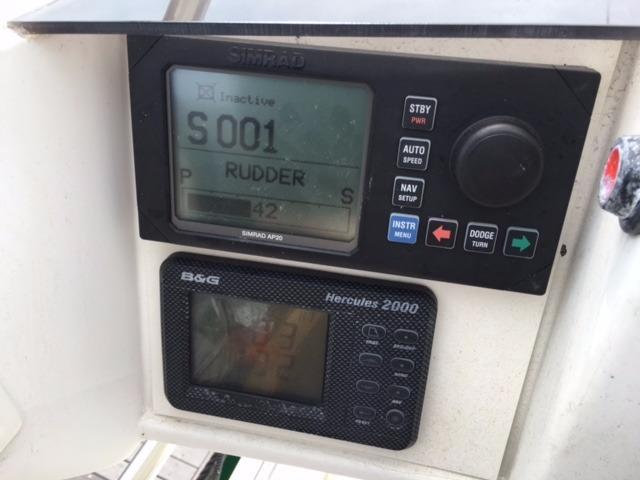 SIMRAD
Inactive
S 001
RUDDER
P S
42
SIMRAD AP20
STBY
PWR
AUTO
SPEED
NAV
SETUP
INSTR
MENU
DODGE
TURN
B&G
Hercules 2000
PAGE